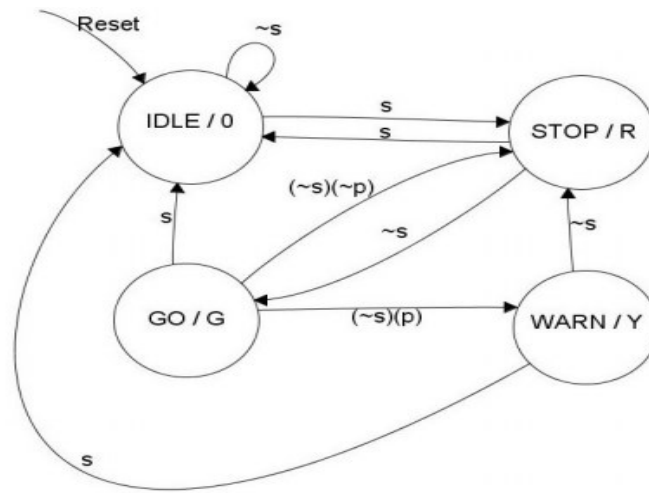 Reset
~s
IDLE / 0
s
s
STOP / R
(~s)(~p)
s
~s
~s
GO / G
(~s)(p)
WARN / Y
s